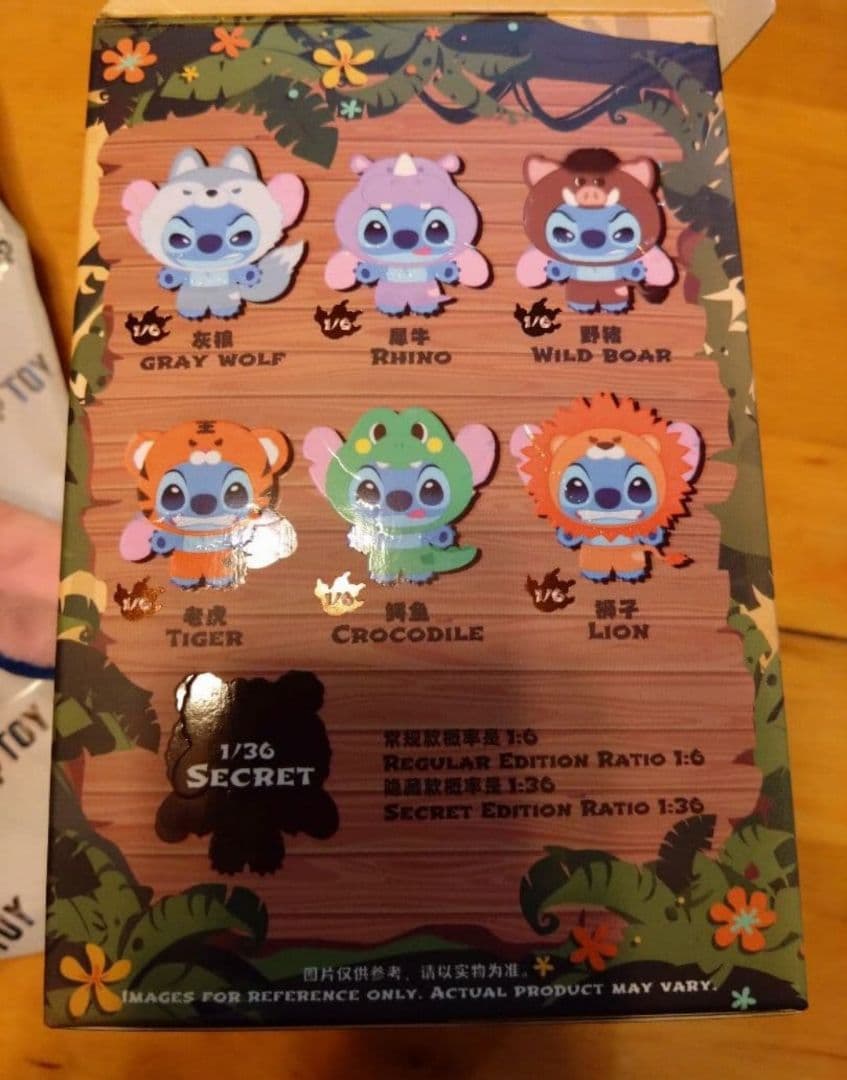 1/6
灰狼
GRAY WOLF
1/6
犀牛
RHINO
1/6
野猪
WILD BOAR
王
1/6
老虎
TIGER
1/6
鳄鱼
CROCODILE
1/6
狮子
LION
1/36
SECRET
常规款概率是 1:6
REGULAR EDITION RATIO 1:6
隐藏款概率是 1:36
SECRET EDITION RATIO 1:36
图片仅供参考、请以实物为准。
IMAGES FOR REFERENCE ONLY. ACTUAL PRODUCT MAY VARY.
TOY
TOY
TOY